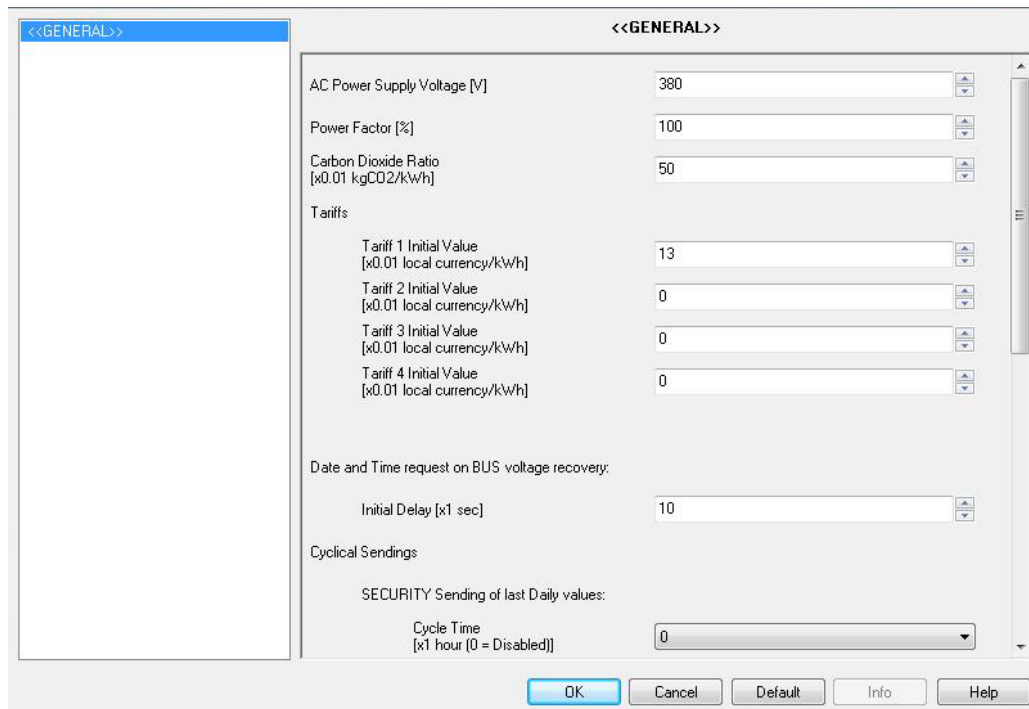 <<GENERAL>>
<<GENERAL>>
AC Power Supply Voltage [V]
380
Power Factor [%]
100
Carbon Dioxide Ratio
[x0.01 kgCO2/kWh]
50
Tariffs
Tariff 1 Initial Value
[x0.01 local currency/kWh]
13
Tariff 2 Initial Value
[x0.01 local currency/kWh]
0
Tariff 3 Initial Value
[x0.01 local currency/kWh]
0
Tariff 4 Initial Value
[x0.01 local currency/kWh]
0
Date and Time request on BUS voltage recovery:
Initial Delay [x1 sec]
10
Cyclical Sendings
SECURITY Sending of last Daily values:
Cycle Time
[x1 hour (0 = Disabled)]
0
OK Cancel Default Info Help